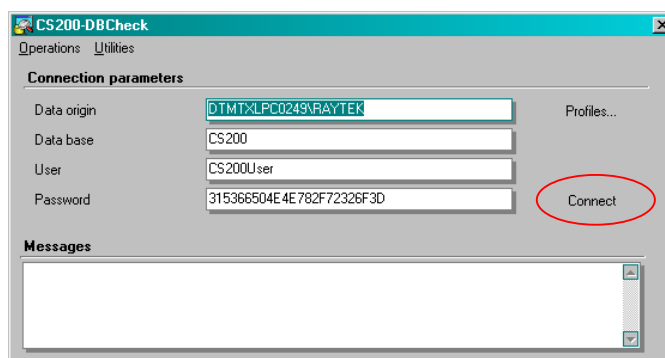 CS200-DBCheck
Operations Utilities
Connection parameters
Data origin DTMTXLPC0249\RAYTEK Profiles...
Data base CS200
User CS200User
Password 315366504E4E782F72326F3D Connect
Messages